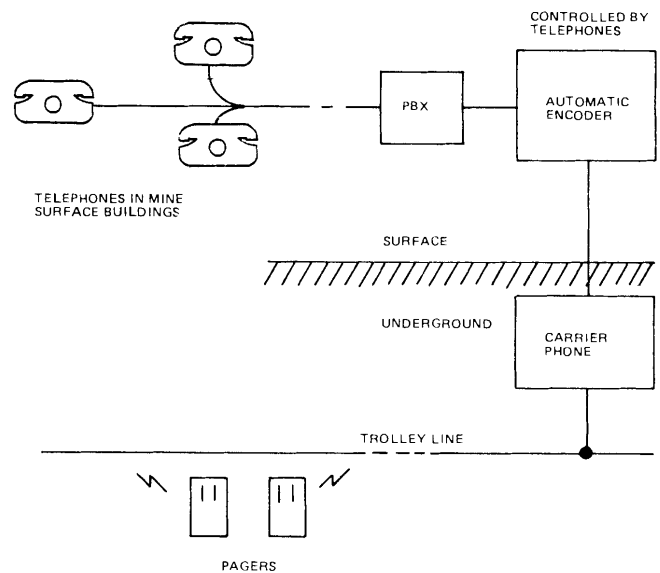 CONTROLLED BY
TELEPHONES
PBX
AUTOMATIC
ENCODER
TELEPHONES IN MINE
SURFACE BUILDINGS
SURFACE
UNDERGROUND
CARRIER
PHONE
TROLLEY LINE
PAGERS